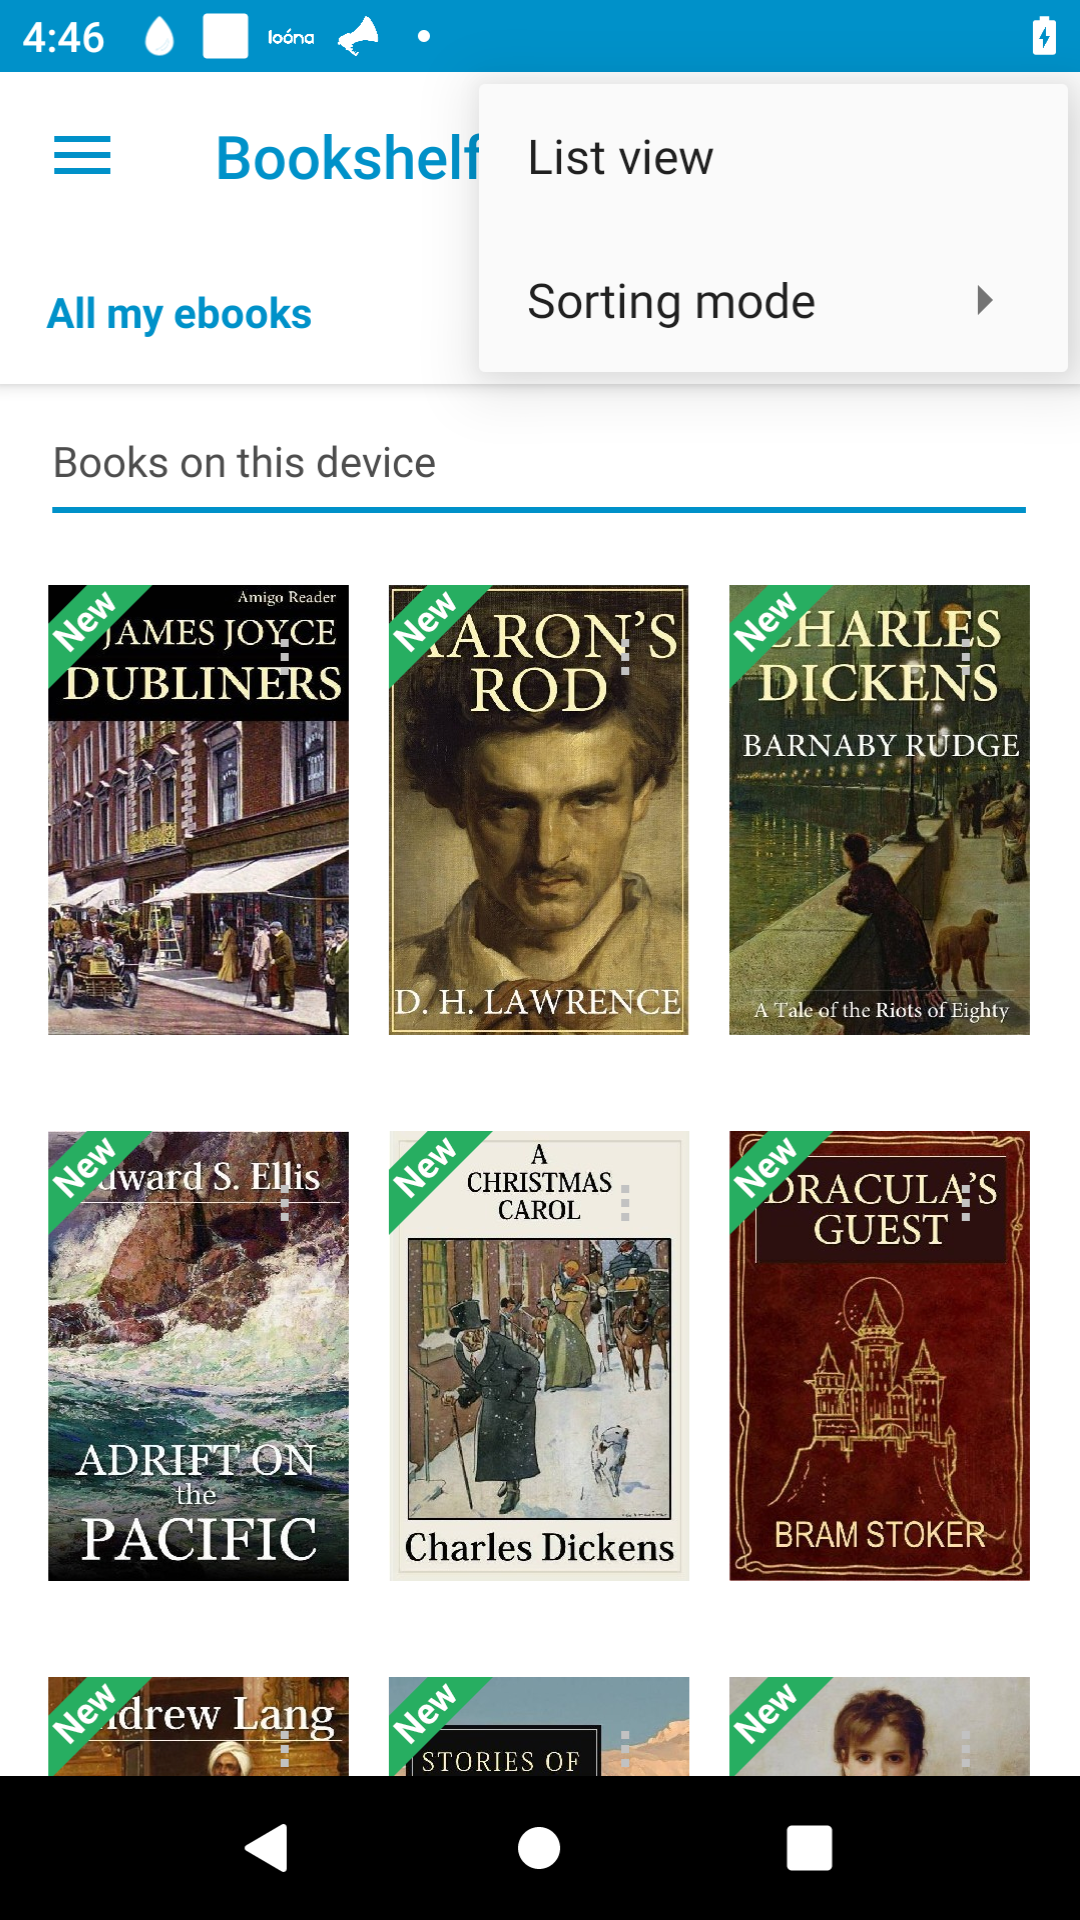 4:46
Ioóna
Bookshelf
List view
Sorting mode
All my ebooks
Books on this device
New
Amigo Reader
JAMES JOYCE
DUBLINERS
New
AARON'S
ROD
D. H. LAWRENCE
New
CHARLES
DICKENS
BARNABY RUDGE
A Tale of the Riots of Eighty
New
Edward S. Ellis
ADRIFT ON
the
PACIFIC
New
A
CHRISTMAS
CAROL
Charles Dickens
New
DRACULA'S
GUEST
BRAM STOKER
New
Andrew Lang
New
STORIES OF
New